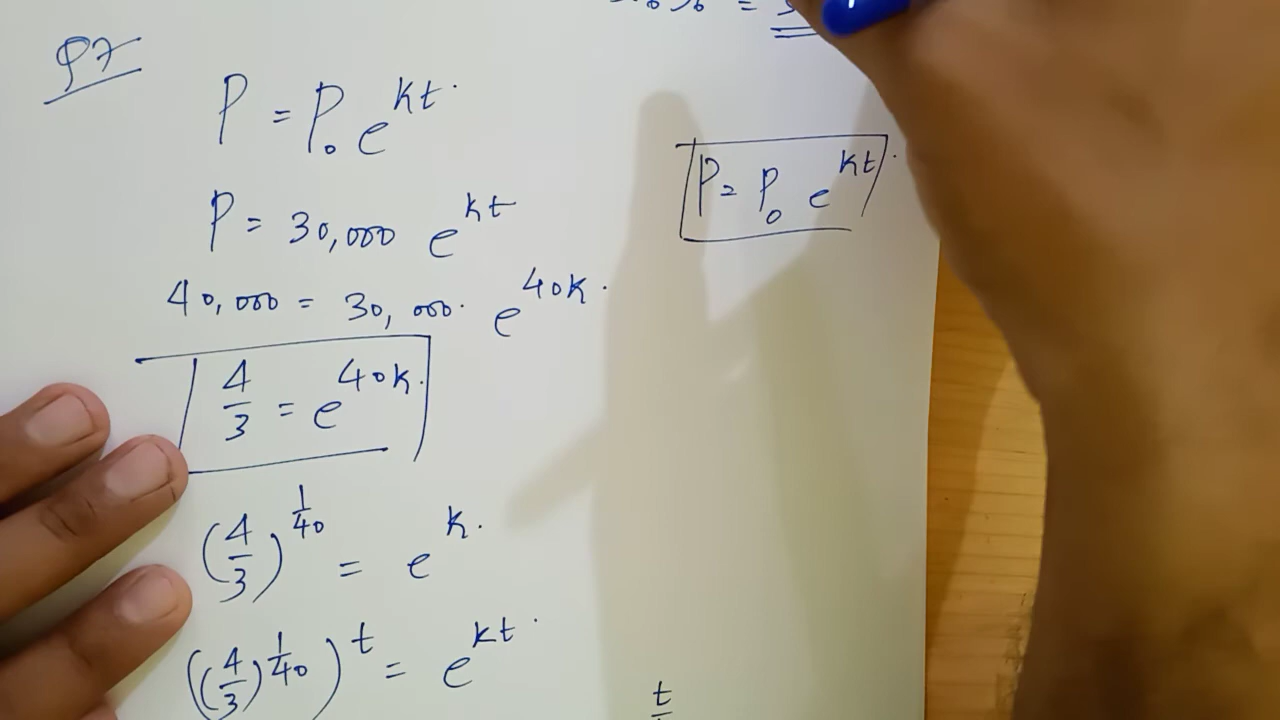 Q7
P = P₀ e^{kt}.
P = P₀ e^{kt}.
P = 30,000 e^{kt}
40,000 = 30,000. e^{40k}.
4/3 = e^{40k}.
(4/3)^{1/40} = e^{k}.
((4/3)^{1/40})^{t} = e^{kt}.
t